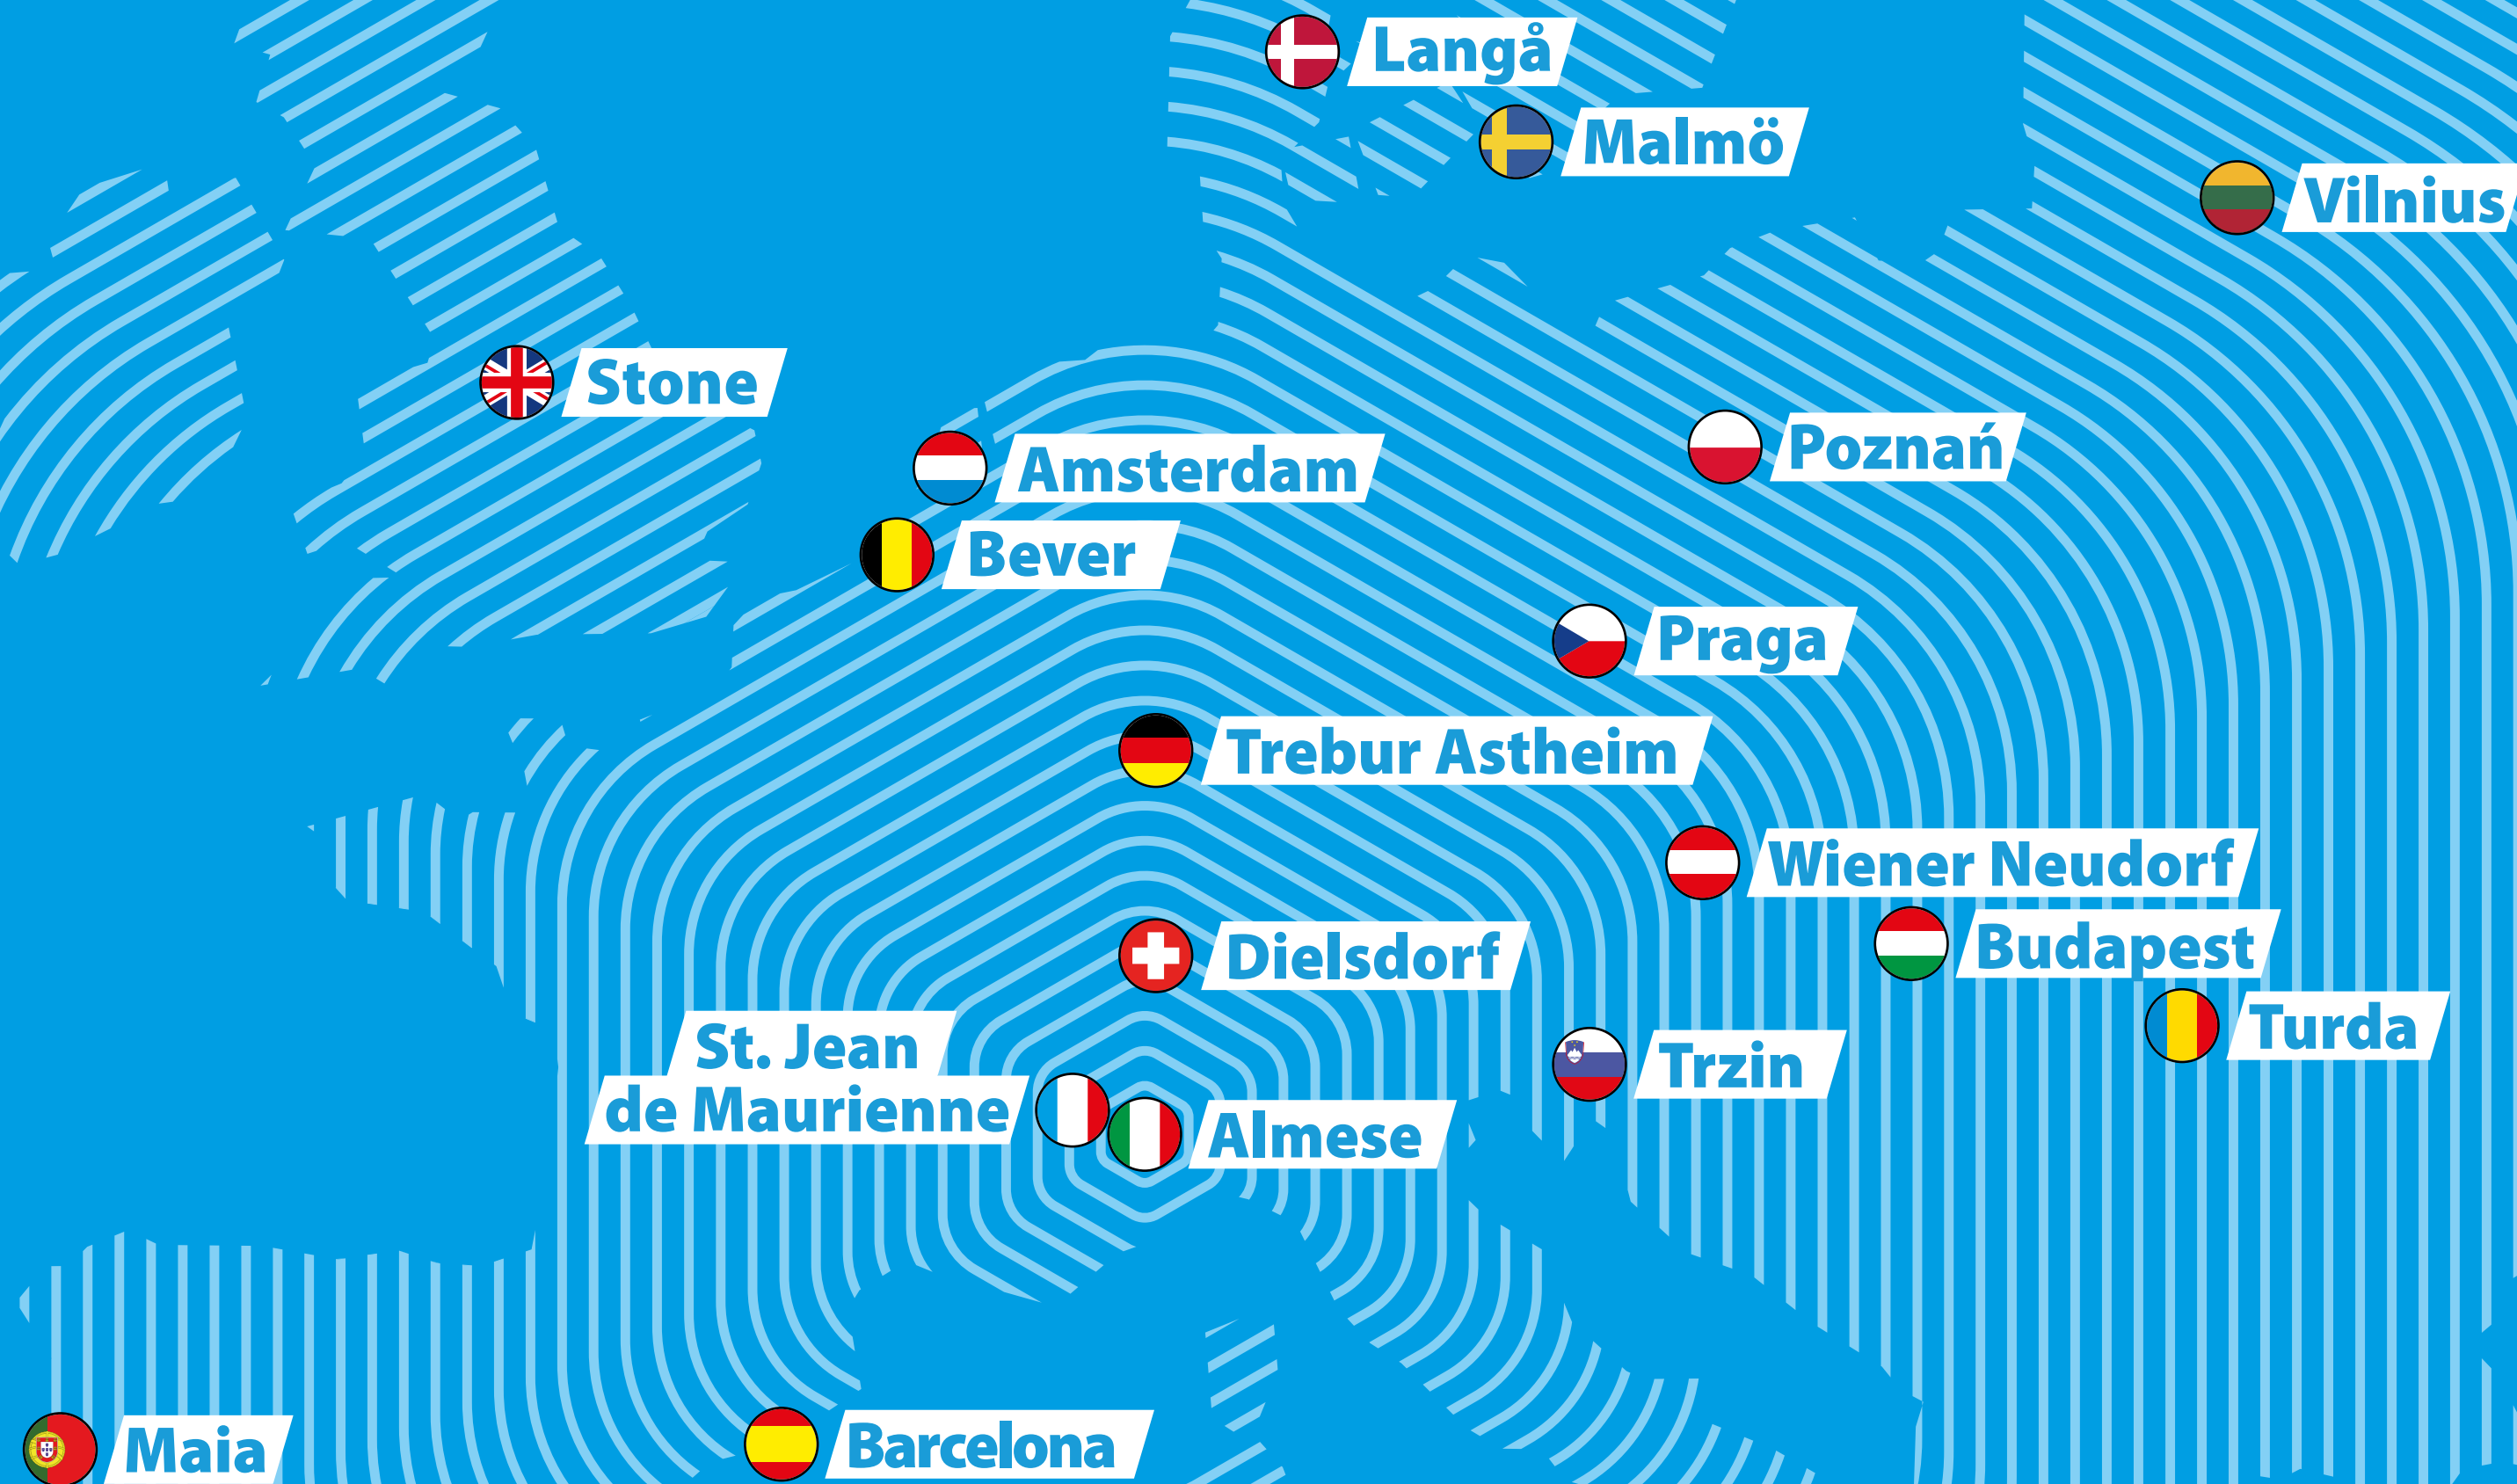 Langå
Malmö
Vilnius
Stone
Amsterdam
Poznań
Bever
Praga
Trebur Astheim
Wiener Neudorf
Dielsdorf
Budapest
Turda
St. Jean
de Maurienne
Trzin
Almese
Maia
Barcelona